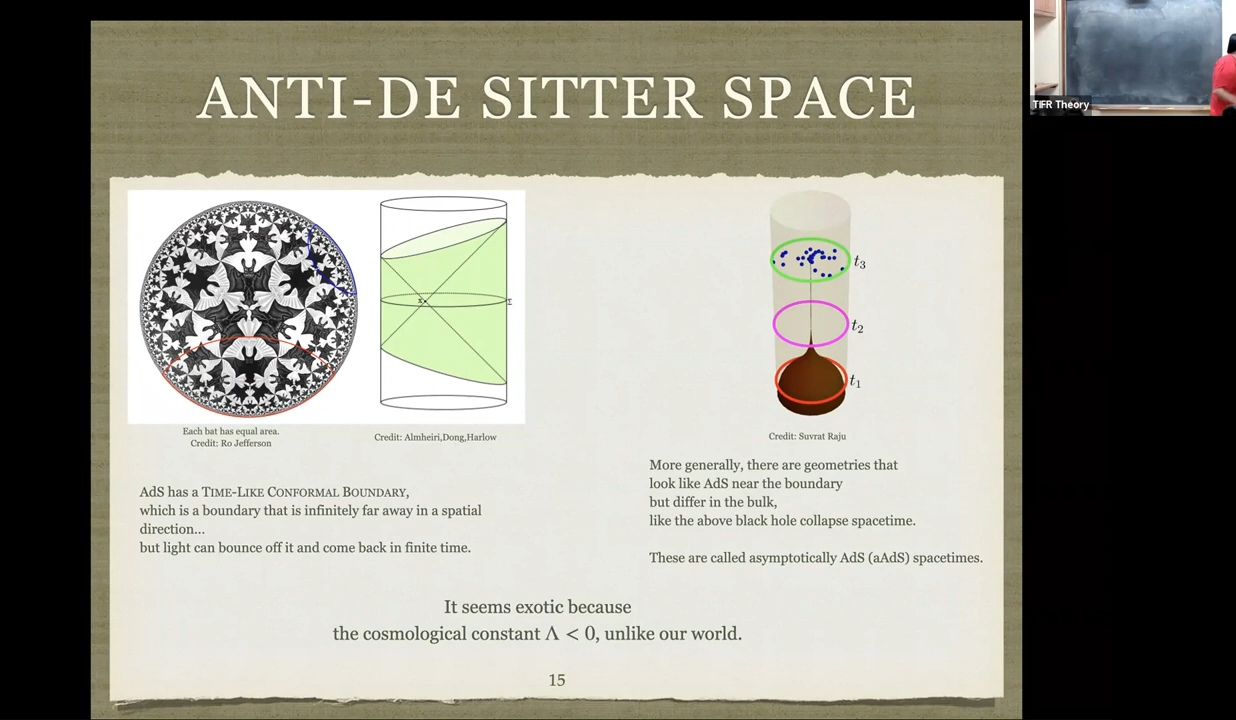 ANTI-DE SITTER SPACE
TIFR Theory
x
Σ
t₃
t₂
t₁
Each bat has equal area.
Credit: Ro Jefferson
Credit: Almheiri,Dong,Harlow
Credit: Suvrat Raju
AdS has a TIME-LIKE CONFORMAL BOUNDARY,
which is a boundary that is infinitely far away in a spatial
direction...
but light can bounce off it and come back in finite time.
More generally, there are geometries that
look like AdS near the boundary
but differ in the bulk,
like the above black hole collapse spacetime.
These are called asymptotically AdS (aAdS) spacetimes.
It seems exotic because
the cosmological constant Λ < 0, unlike our world.
15